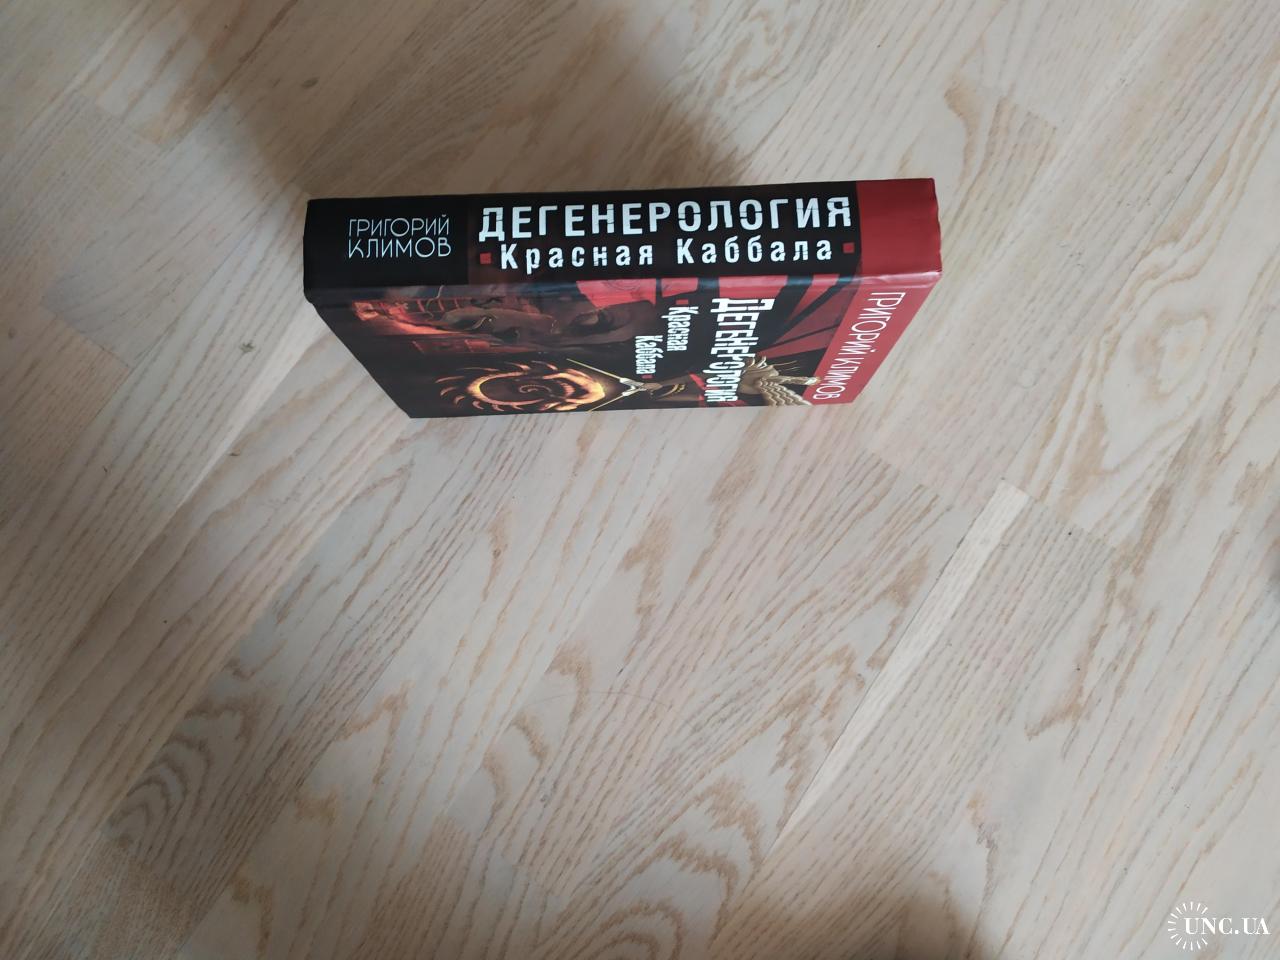 ГРИГОРИЙ
КЛИМОВ
ДЕГЕНЕРОЛОГИЯ
Красная Каббала
ГРИГОРИЙ КЛИМОВ
ДЕГЕНЕРОЛОГИЯ
Красная
Каббала
UNC.UA